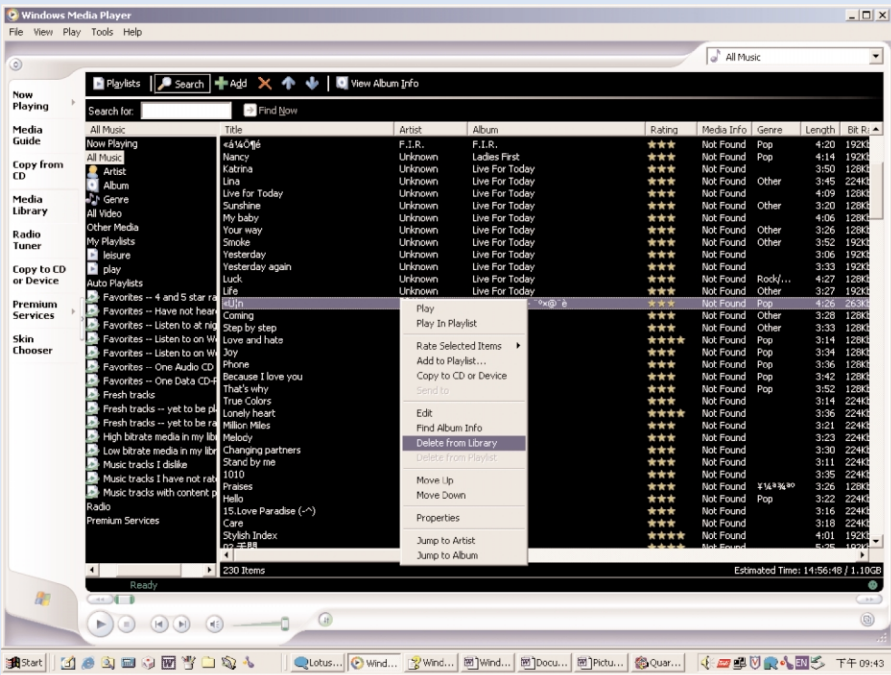 Windows Media Player
File View Play Tools Help
All Music
Playlists Search Add View Album Info
Search for: Find Now
Now Playing
Media Guide
Copy from CD
Media Library
Radio Tuner
Copy to CD or Device
Premium Services
Skin Chooser
All Music
Now Playing
All Music
Artist
Album
Genre
All Video
Other Media
My Playlists
leisure
play
Auto Playlists
Favorites -- 4 and 5 star ra
Favorites -- Have not hear
Favorites -- Listen to at nig
Favorites -- Listen to on W
Favorites -- Listen to on W
Favorites -- One Audio CD
Favorites -- One Data CD-F
Fresh tracks
Fresh tracks -- yet to be pl
Fresh tracks -- yet to be ra
High bitrate media in my lib
Low bitrate media in my libr
Music tracks I dislike
Music tracks I have not rat
Music tracks with content p
Radio
Premium Services
Title Artist Album Rating Media Info Genre Length Bit R
F.I.R. F.I.R. Not Found Pop 4:20 192K
Nancy Unknown Ladies First Not Found Pop 4:14 192K
Katrina Unknown Live For Today Not Found 3:50 128K
Lina Unknown Live For Today Not Found Other 3:45 224K
Live for Today Unknown Live For Today Not Found 4:09 128K
Sunshine Unknown Live For Today Not Found Other 3:20 128K
My baby Unknown Live For Today Not Found 4:06 128K
Your way Unknown Live For Today Not Found Other 3:26 128K
Smoke Unknown Live For Today Not Found Other 3:52 192K
Yesterday Unknown Live For Today Not Found 3:06 192K
Yesterday again Unknown Live For Today Not Found 3:33 192K
Luck Unknown Live For Today Not Found Rock/... 4:27 128K
Life Unknown Live For Today Not Found Other 3:27 192K
Not Found Pop 4:26 263K
Coming Not Found Other 3:28 128K
Step by step Not Found Other 3:33 128K
Love and hate Not Found Pop 3:14 128K
Joy Not Found Pop 3:34 128K
Phone Not Found Pop 3:36 128K
Because I love you Not Found Pop 3:42 128K
That's why Not Found Pop 3:52 128K
True Colors Not Found 3:14 224K
Lonely heart Not Found 3:36 224K
Million Miles Not Found 3:21 224K
Melody Not Found 3:23 224K
Changing partners Not Found 3:30 224K
Stand by me Not Found 3:11 224K
1010 Not Found 3:35 224K
Praises Not Found 3:26 128K
Hello Not Found Pop 3:22 224K
15.Love Paradise (-^) Not Found 3:16 224K
Care Not Found 3:18 224K
Stylish Index Not Found 4:01 192K
Play
Play In Playlist
Rate Selected Items
Add to Playlist...
Copy to CD or Device
Send to
Edit
Find Album Info
Delete from Library
Delete from Playlist
Move Up
Move Down
Properties
Jump to Artist
Jump to Album
230 Items Estimated Time: 14:56:48 / 1.10GB
Ready
Start Lotus... Wind... Wind... Wind... Docu... Pictu... Quar... EN 下午 09:43